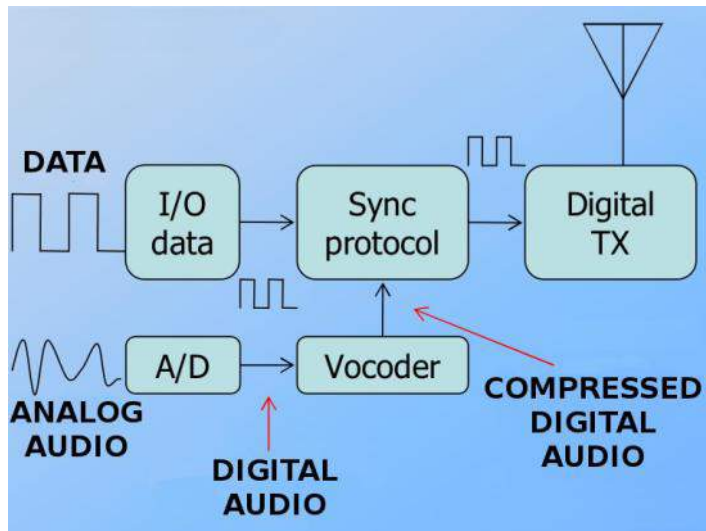 DATA
I/O
data
Sync
protocol
Digital
TX
A/D
Vocoder
ANALOG
AUDIO
DIGITAL
AUDIO
COMPRESSED
DIGITAL
AUDIO